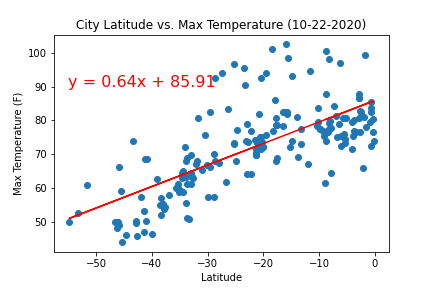 City Latitude vs. Max Temperature (10-22-2020)
100
90
80
70
60
50
Max Temperature (F)
y = 0.64x + 85.91
−50 −40 −30 −20 −10 0
Latitude